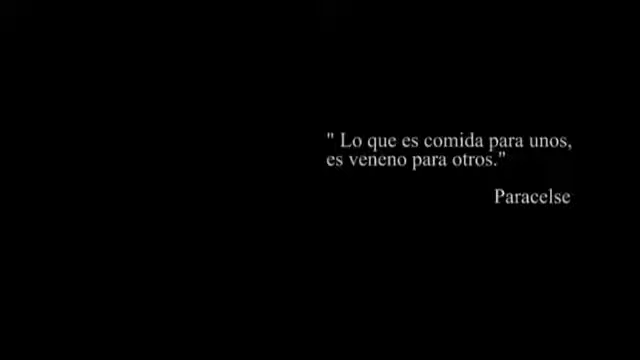 " Lo que es comida para unos,
es veneno para otros."
Paracelse